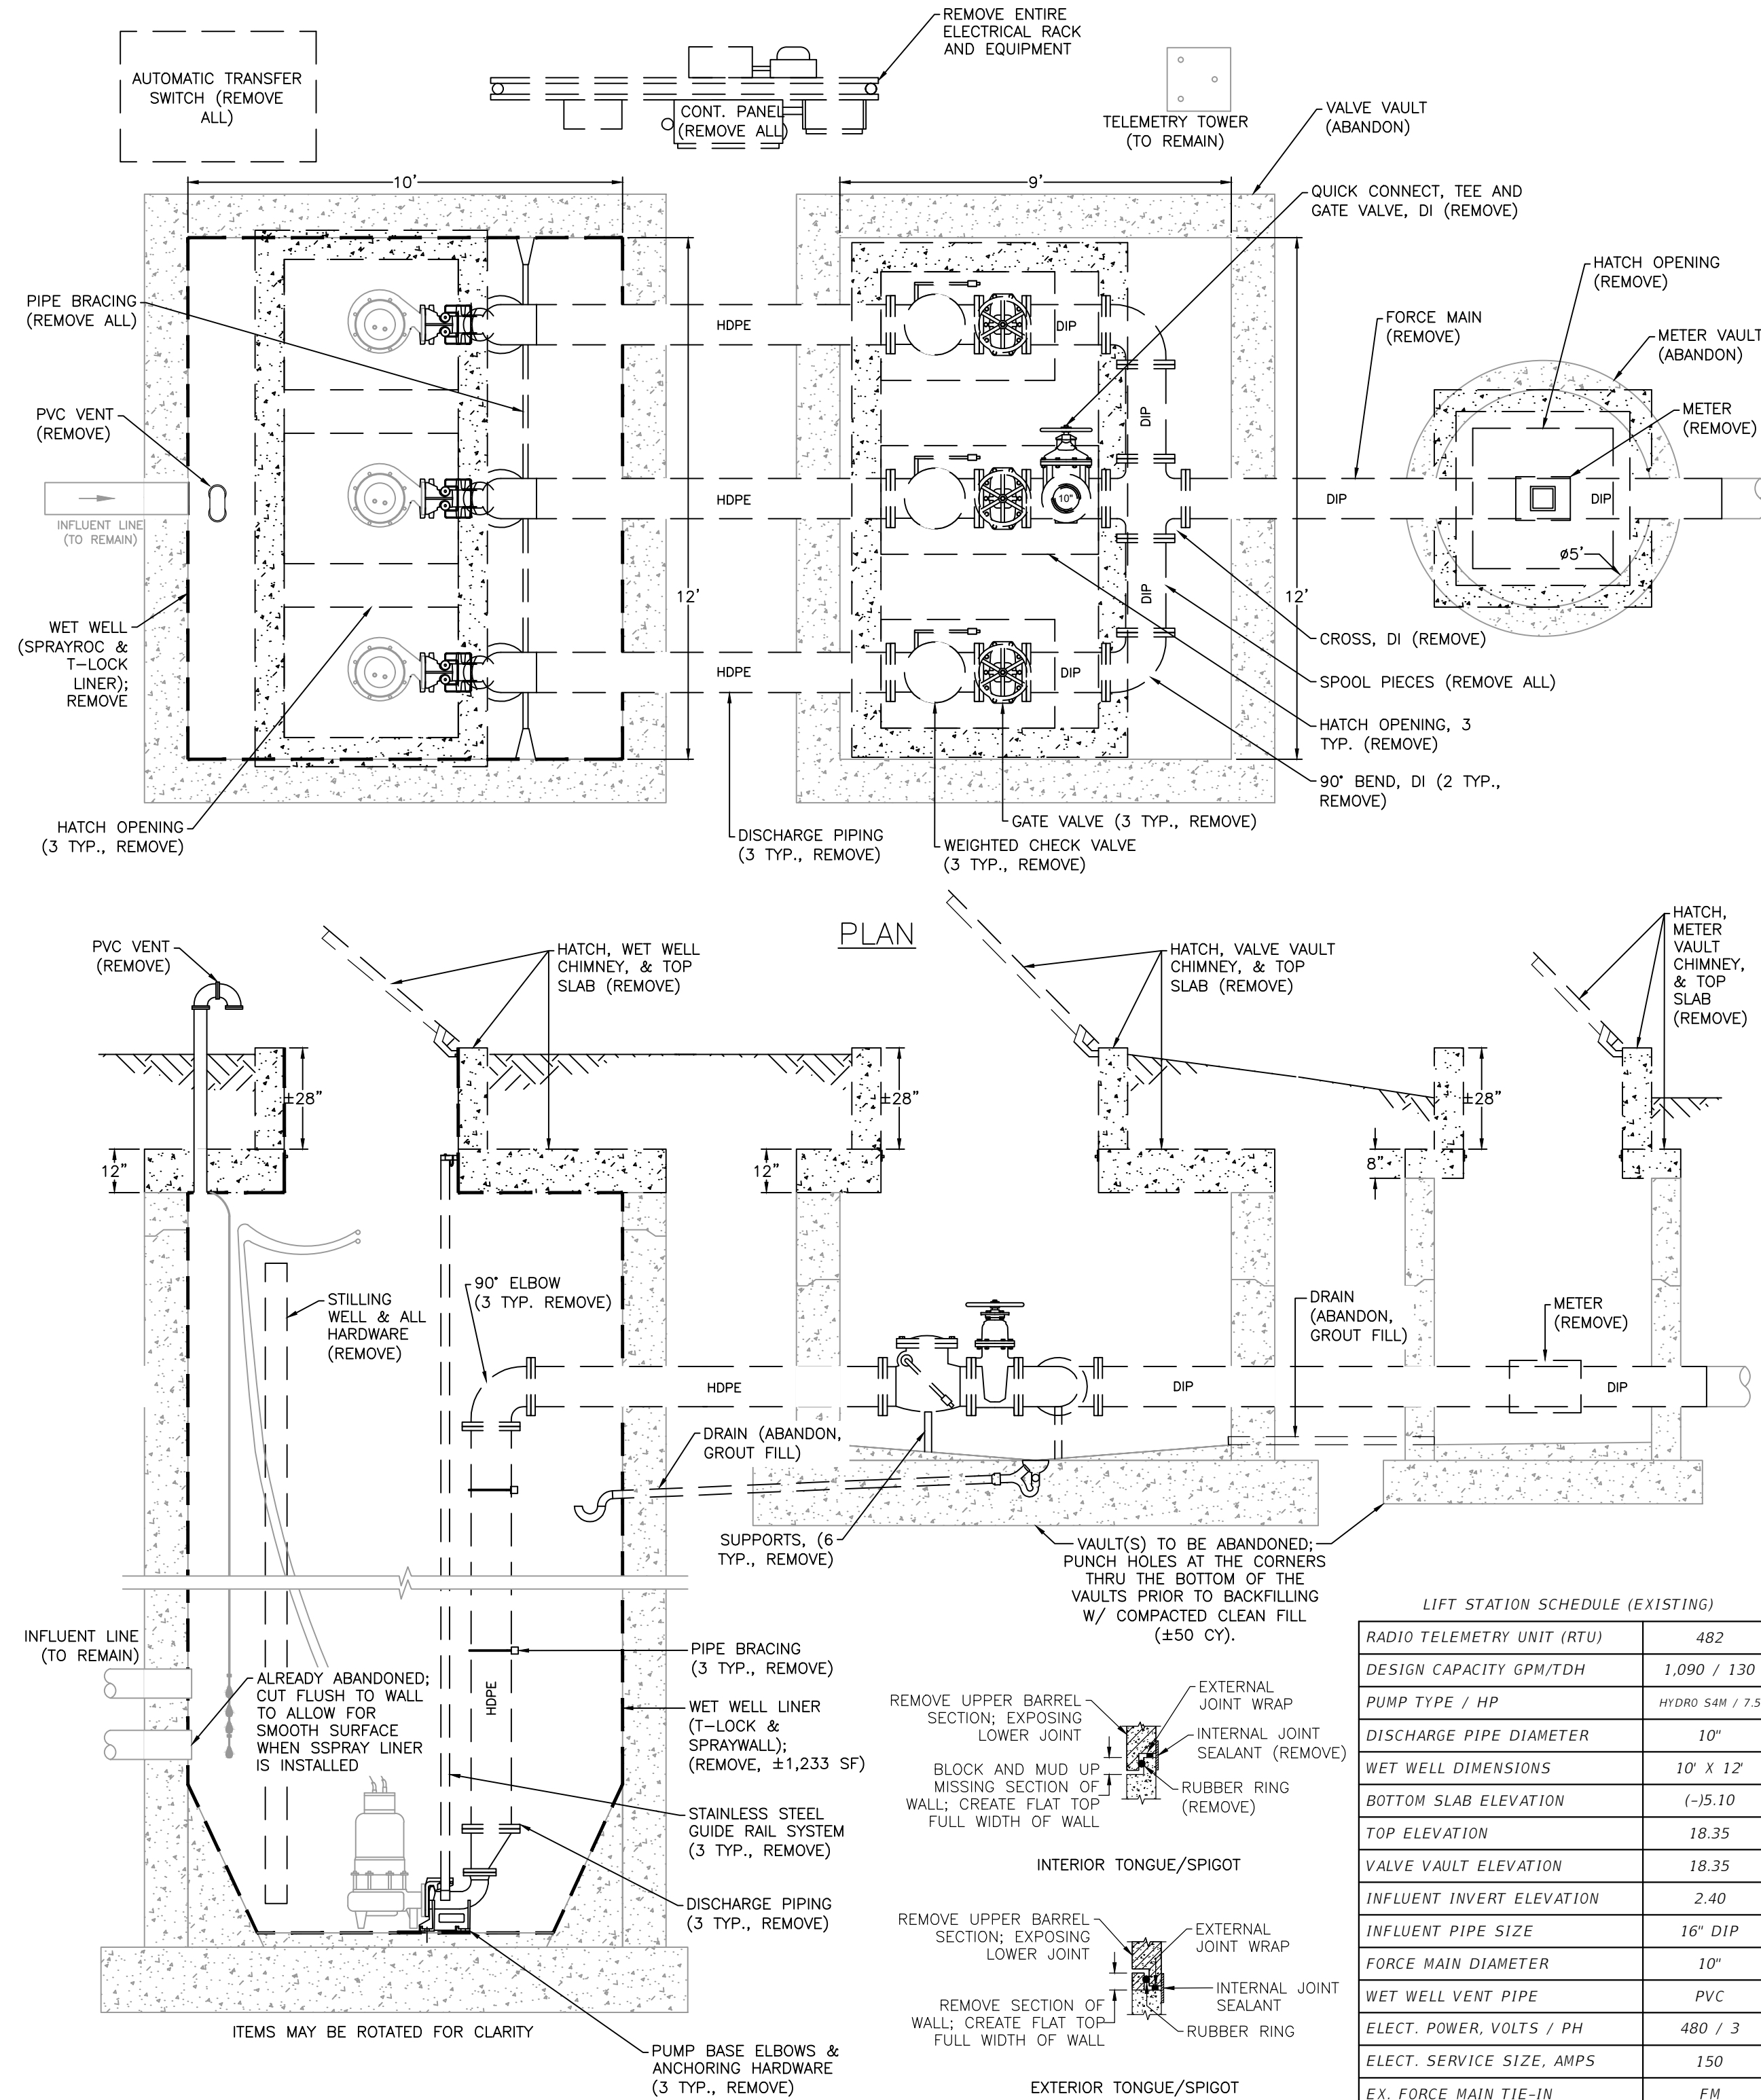 REMOVE ENTIRE
ELECTRICAL RACK
AND EQUIPMENT
AUTOMATIC TRANSFER
SWITCH (REMOVE
ALL)
CONT. PANEL
(REMOVE ALL)
TELEMETRY TOWER
(TO REMAIN)
VALVE VAULT
(ABANDON)
10'
9'
QUICK CONNECT, TEE AND
GATE VALVE, DI (REMOVE)
HATCH OPENING
(REMOVE)
PIPE BRACING
(REMOVE ALL)
HDPE
DIP
FORCE MAIN
(REMOVE)
METER VAULT
(ABANDON)
PVC VENT
(REMOVE)
DIP
METER
(REMOVE)
INFLUENT LINE
(TO REMAIN)
HDPE
10"
DIP
DIP
Ø5'
WET WELL
(SPRAYROC &
T-LOCK
LINER);
REMOVE
12'
DIP
12'
CROSS, DI (REMOVE)
HDPE
DIP
SPOOL PIECES (REMOVE ALL)
HATCH OPENING, 3
TYP. (REMOVE)
90° BEND, DI (2 TYP.,
REMOVE)
HATCH OPENING
(3 TYP., REMOVE)
DISCHARGE PIPING
(3 TYP., REMOVE)
GATE VALVE (3 TYP., REMOVE)
WEIGHTED CHECK VALVE
(3 TYP., REMOVE)
PLAN
PVC VENT
(REMOVE)
HATCH, WET WELL
CHIMNEY, & TOP
SLAB (REMOVE)
HATCH, VALVE VAULT
CHIMNEY, & TOP
SLAB (REMOVE)
HATCH,
METER
VAULT
CHIMNEY,
& TOP
SLAB
(REMOVE)
±28"
±28"
±28"
12"
12"
8"
STILLING
WELL & ALL
HARDWARE
(REMOVE)
90° ELBOW
(3 TYP. REMOVE)
DRAIN
(ABANDON,
GROUT FILL)
METER
(REMOVE)
HDPE
DIP
DIP
DRAIN (ABANDON,
GROUT FILL)
SUPPORTS, (6
TYP., REMOVE)
VAULT(S) TO BE ABANDONED;
PUNCH HOLES AT THE CORNERS
THRU THE BOTTOM OF THE
VAULTS PRIOR TO BACKFILLING
W/ COMPACTED CLEAN FILL
(±50 CY).
INFLUENT LINE
(TO REMAIN)
ALREADY ABANDONED;
CUT FLUSH TO WALL
TO ALLOW FOR
SMOOTH SURFACE
WHEN SSPRAY LINER
IS INSTALLED
HDPE
PIPE BRACING
(3 TYP., REMOVE)
WET WELL LINER
(T-LOCK &
SPRAYWALL);
(REMOVE, ±1,233 SF)
STAINLESS STEEL
GUIDE RAIL SYSTEM
(3 TYP., REMOVE)
DISCHARGE PIPING
(3 TYP., REMOVE)
PUMP BASE ELBOWS &
ANCHORING HARDWARE
(3 TYP., REMOVE)
ITEMS MAY BE ROTATED FOR CLARITY
REMOVE UPPER BARREL
SECTION; EXPOSING
LOWER JOINT
BLOCK AND MUD UP
MISSING SECTION OF
WALL; CREATE FLAT TOP
FULL WIDTH OF WALL
EXTERNAL
JOINT WRAP
INTERNAL JOINT
SEALANT (REMOVE)
RUBBER RING
(REMOVE)
INTERIOR TONGUE/SPIGOT
REMOVE UPPER BARREL
SECTION; EXPOSING
LOWER JOINT
REMOVE SECTION OF
WALL; CREATE FLAT TOP
FULL WIDTH OF WALL
EXTERNAL
JOINT WRAP
INTERNAL JOINT
SEALANT
RUBBER RING
EXTERIOR TONGUE/SPIGOT
LIFT STATION SCHEDULE (EXISTING)
RADIO TELEMETRY UNIT (RTU) 482
DESIGN CAPACITY GPM/TDH 1,090 / 130
PUMP TYPE / HP HYDRO S4M / 7.5
DISCHARGE PIPE DIAMETER 10"
WET WELL DIMENSIONS 10' X 12'
BOTTOM SLAB ELEVATION (-)5.10
TOP ELEVATION 18.35
VALVE VAULT ELEVATION 18.35
INFLUENT INVERT ELEVATION 2.40
INFLUENT PIPE SIZE 16" DIP
FORCE MAIN DIAMETER 10"
WET WELL VENT PIPE PVC
ELECT. POWER, VOLTS / PH 480 / 3
ELECT. SERVICE SIZE, AMPS 150
EX. FORCE MAIN TIE-IN FM